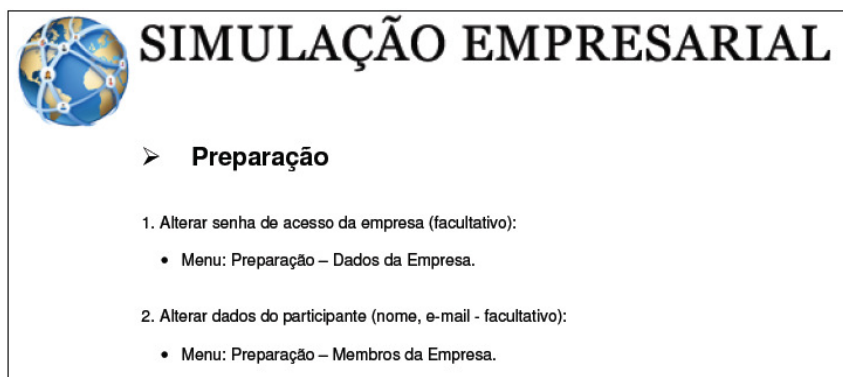 SIMULAÇÃO EMPRESARIAL
➢ Preparação
1. Alterar senha de acesso da empresa (facultativo):
• Menu: Preparação – Dados da Empresa.
2. Alterar dados do participante (nome, e-mail - facultativo):
• Menu: Preparação – Membros da Empresa.